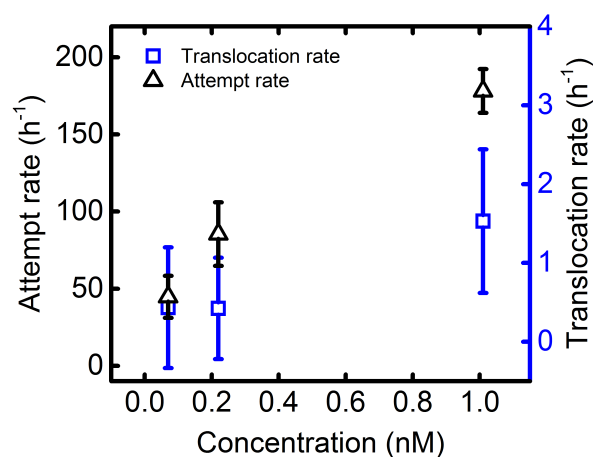 Translocation rate
Attempt rate
Attempt rate (h⁻¹)
200
150
100
50
0
4
3
2
1
0
Translocation rate (h⁻¹)
0.0 0.2 0.4 0.6 0.8 1.0
Concentration (nM)